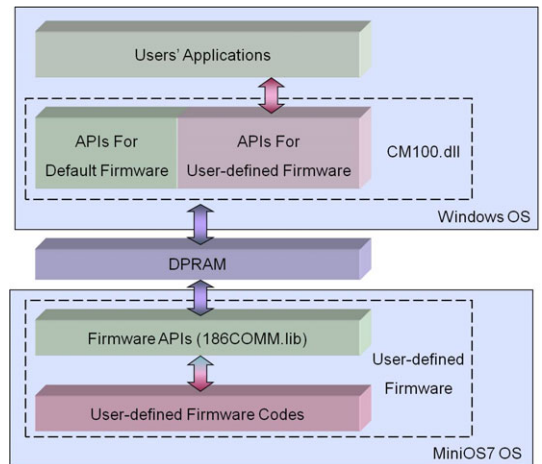 Users' Applications
APIs For
Default Firmware
APIs For
User-defined Firmware
CM100.dll
Windows OS
DPRAM
Firmware APIs (186COMM.lib)
User-defined
Firmware
User-defined Firmware Codes
MiniOS7 OS